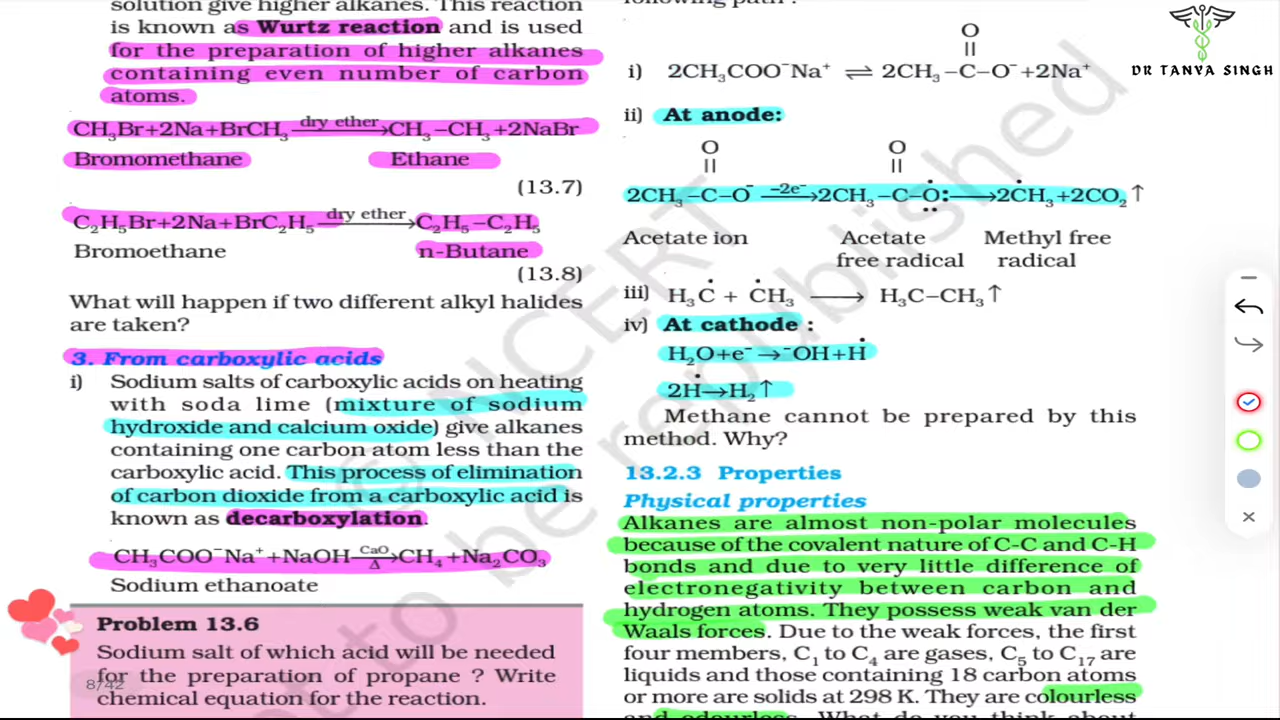 solution give higher alkanes. This reaction
is known as Wurtz reaction and is used
for the preparation of higher alkanes
containing even number of carbon
atoms.
CH₃Br+2Na+BrCH₃ dry ether→ CH₃–CH₃+2NaBr
Bromomethane Ethane
(13.7)
C₂H₅Br+2Na+BrC₂H₅ dry ether→ C₂H₅–C₂H₅
Bromoethane n-Butane
(13.8)
What will happen if two different alkyl halides
are taken?
3. From carboxylic acids
i) Sodium salts of carboxylic acids on heating
with soda lime (mixture of sodium
hydroxide and calcium oxide) give alkanes
containing one carbon atom less than the
carboxylic acid. This process of elimination
of carbon dioxide from a carboxylic acid is
known as decarboxylation.
CH₃COO⁻Na⁺+NaOH CaO→Δ CH₄+Na₂CO₃
Sodium ethanoate
Problem 13.6
Sodium salt of which acid will be needed
for the preparation of propane ? Write
chemical equation for the reaction.
8/42
following path :
O
||
i) 2CH₃COO⁻Na⁺ ⇌ 2CH₃–C–O⁻+2Na⁺
ii) At anode:
O O
|| ||
2CH₃–C–O⁻ –2e⁻→ 2CH₃–C–Ȯ: → 2ĊH₃+2CO₂↑
Acetate ion Acetate Methyl free
free radical radical
iii) H₃Ċ + ĊH₃ → H₃C–CH₃↑
iv) At cathode :
H₂O+e⁻→⁻OH+Ḣ
2Ḣ→H₂↑
Methane cannot be prepared by this
method. Why?
13.2.3 Properties
Physical properties
Alkanes are almost non-polar molecules
because of the covalent nature of C-C and C-H
bonds and due to very little difference of
electronegativity between carbon and
hydrogen atoms. They possess weak van der
Waals forces. Due to the weak forces, the first
four members, C₁ to C₄ are gases, C₅ to C₁₇ are
liquids and those containing 18 carbon atoms
or more are solids at 298 K. They are colourless
and odourless. What do you think about
© NCERT
not to be republished
DR TANYA SINGH